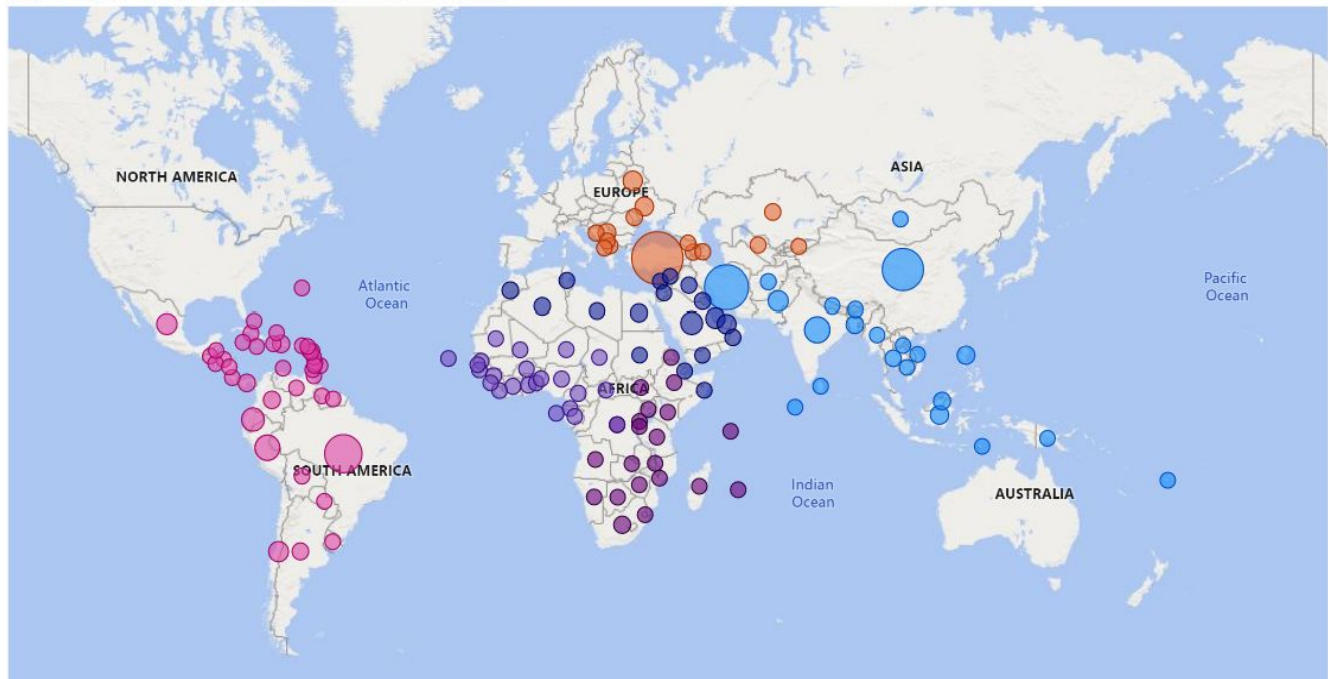 ASIA
NORTH AMERICA
EUROPE
Atlantic
Ocean
Pacific
Ocean
AFRICA
SOUTH AMERICA
Indian
Ocean
AUSTRALIA